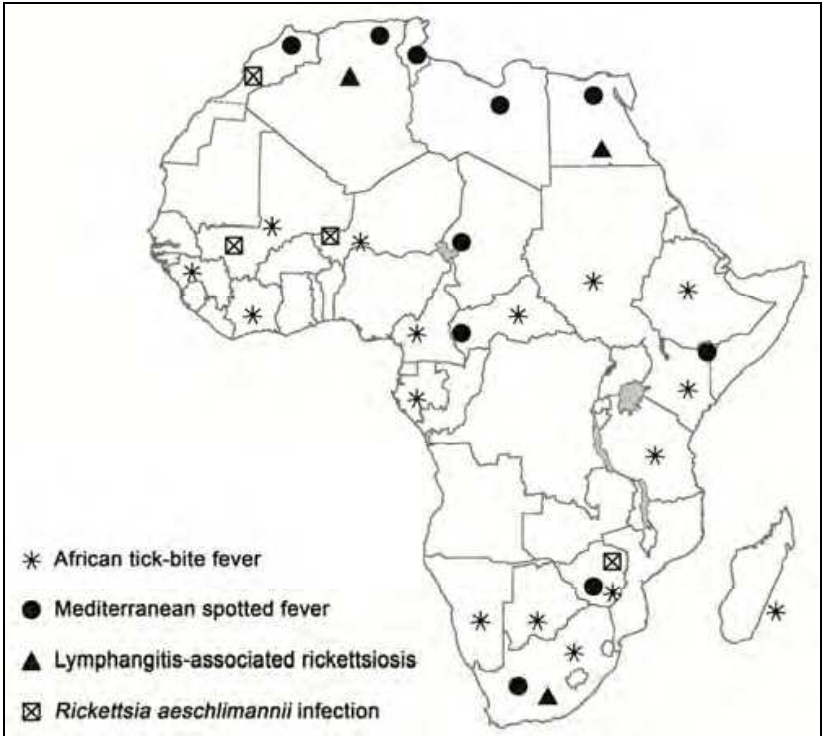 African tick-bite fever
Mediterranean spotted fever
Lymphangitis-associated rickettsiosis
Rickettsia aeschlimannii infection